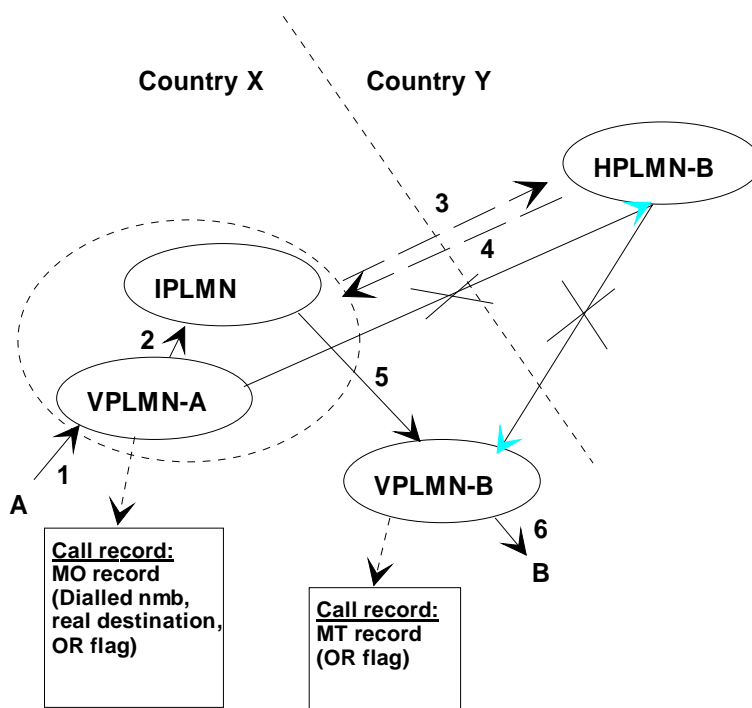 Country X
Country Y
HPLMN-B
3
4
IPLMN
2
5
VPLMN-A
1
A
VPLMN-B
6
B
Call record:
MO record
(Dialled nmb,
real destination,
OR flag)
Call record:
MT record
(OR flag)